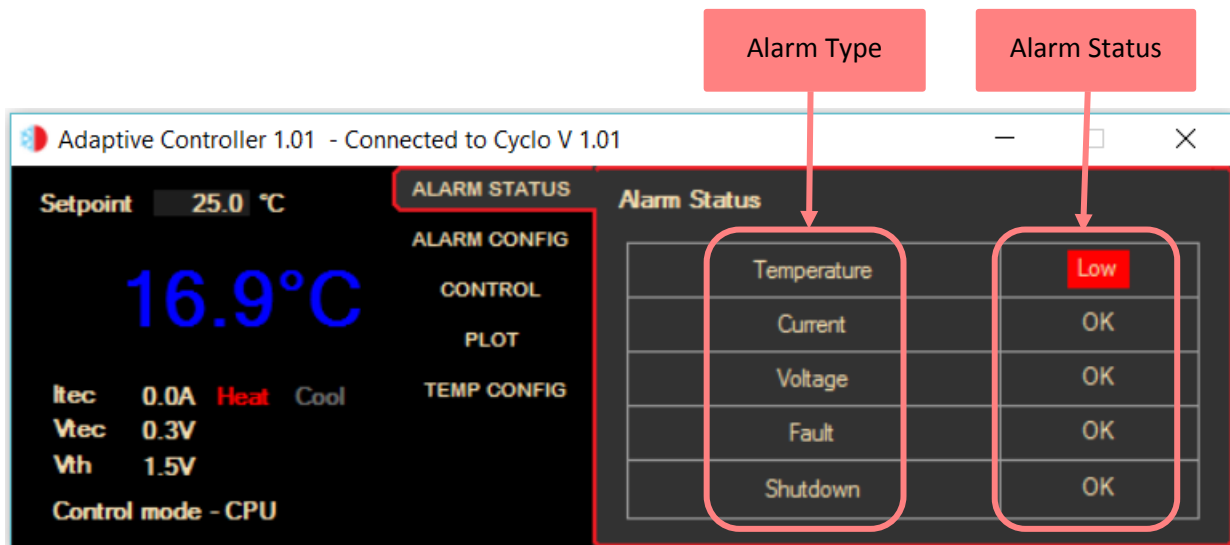 Alarm Type
Alarm Status
Adaptive Controller 1.01 - Connected to Cyclo V 1.01
Setpoint 25.0 °C
16.9°C
Itec 0.0A Heat Cool
Vtec 0.3V
Vth 1.5V
Control mode - CPU
ALARM STATUS
ALARM CONFIG
CONTROL
PLOT
TEMP CONFIG
Alarm Status
Temperature Low
Current OK
Voltage OK
Fault OK
Shutdown OK